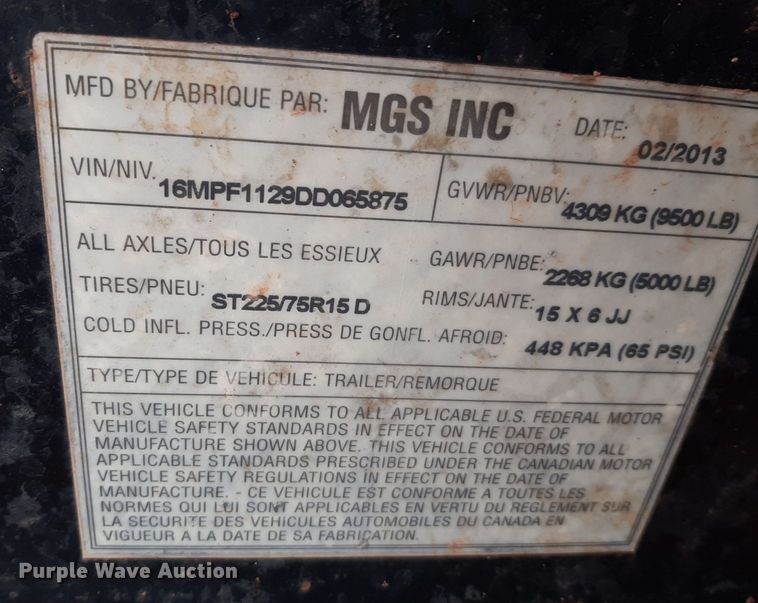 MFD BY/FABRIQUE PAR: MGS INC DATE: 02/2013
VIN/NIV. 16MPF1129DD065875 GVWR/PNBV: 4309 KG (9500 LB)
ALL AXLES/TOUS LES ESSIEUX GAWR/PNBE: 2268 KG (5000 LB)
TIRES/PNEU: ST225/75R15 D RIMS/JANTE: 15 X 6 JJ
COLD INFL. PRESS./PRESS DE GONFL. AFROID: 448 KPA (65 PSI)
TYPE/TYPE DE VEHICULE: TRAILER/REMORQUE
THIS VEHICLE CONFORMS TO ALL APPLICABLE U.S. FEDERAL MOTOR
VEHICLE SAFETY STANDARDS IN EFFECT ON THE DATE OF
MANUFACTURE SHOWN ABOVE. THIS VEHICLE CONFORMS TO ALL
APPLICABLE STANDARDS PRESCRIBED UNDER THE CANADIAN MOTOR
VEHICLE SAFETY REGULATIONS IN EFFECT ON THE DATE OF
MANUFACTURE. - CE VEHICULE EST CONFORME A TOUTES LES
NORMES QUI LUI SONT APPLICABLES EN VERTU DU REGLEMENT SUR
LA SECURITE DES VEHICULES AUTOMOBILES DU CANADA EN
VIGUEUR A LA DATE DE SA FABRICATION.
Purple Wave Auction